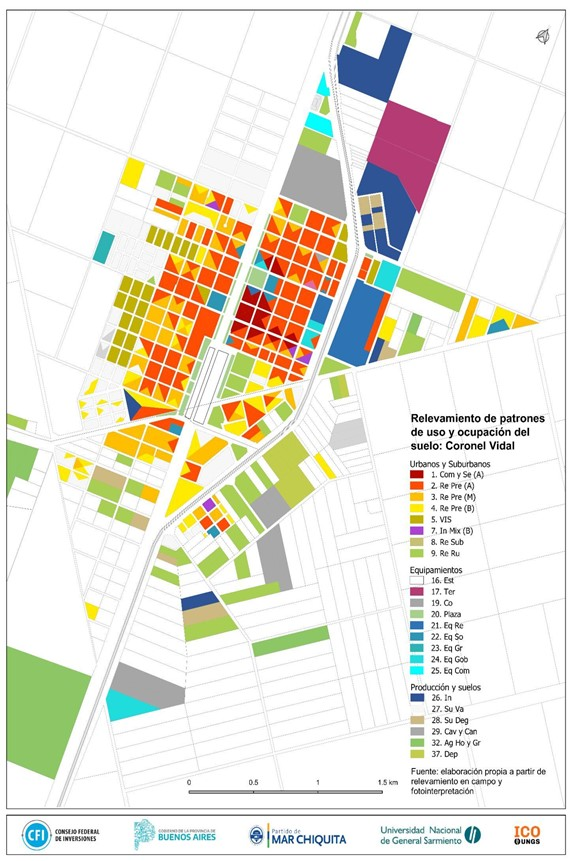 Relevamiento de patrones
de uso y ocupación del
suelo: Coronel Vidal
Urbanos y Suburbanos
1. Com y Se (A)
2. Re Pre (A)
3. Re Pre (M)
4. Re Pre (B)
5. VIS
7. In Mix (B)
8. Re Sub
9. Re Ru
Equipamientos
16. Est
17. Ter
19. Co
20. Plaza
21. Eq Re
22. Eq So
23. Eq Gr
24. Eq Gob
25. Eq Com
Producción y suelos
26. In
27. Su Va
28. Su Deg
29. Cav y Can
32. Ag Ho y Gr
37. Dep
Fuente: elaboración propia a partir de
relevamiento en campo y
fotointerpretación
0 0.5 1 1.5 km
CFI
CONSEJO FEDERAL
DE INVERSIONES
GOBIERNO DE LA PROVINCIA DE
BUENOS AIRES
Partido de
MAR CHIQUITA
Universidad Nacional
de General Sarmiento
ICO
@UNGS